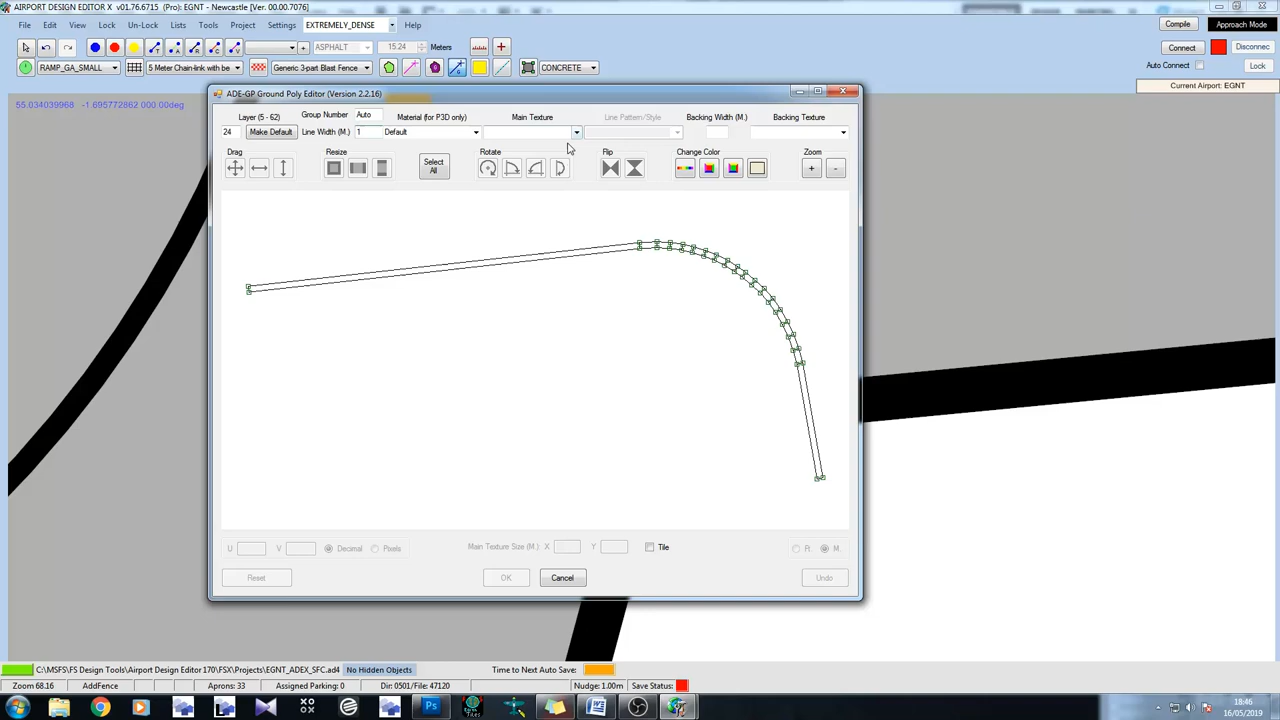 AIRPORT DESIGN EDITOR X v01.76.6715 (Pro): EGNT - Newcastle [Ver. 00.00.7076]
File Edit View Lock Un-Lock Lists Tools Project Settings EXTREMELY_DENSE Help
Compile Approach Mode
T A R C ASPHALT 15.24 Meters
Connect Disconnec
RAMP_GA_SMALL 5 Meter Chain-link with be Generic 3-part Blast Fence CONCRETE
Auto Connect Lock
Current Airport: EGNT
ADE-GP Ground Poly Editor (Version 2.2.16)
Layer (5 - 62) Group Number Auto Material (for P3D only) Main Texture Line Pattern/Style Backing Width (M.) Backing Texture
24 Make Default Line Width (M.) 1 Default
Drag Resize Select All Rotate Flip Change Color Zoom
+ -
U V Decimal Pixels Main Texture Size (M.) X Y Tile Ft. M.
Reset OK Cancel Undo
C:\MSFS\FS Design Tools\Airport Design Editor 170\FSX\Projects\EGNT_ADEX_SFC.ad4 No Hidden Objects Time to Next Auto Save:
Zoom 68.16 AddFence Aprons: 33 Assigned Parking: 0 Dir: 0501/File: 47120 Nudge: 1.00m Save Status:
18:46
16/05/2019